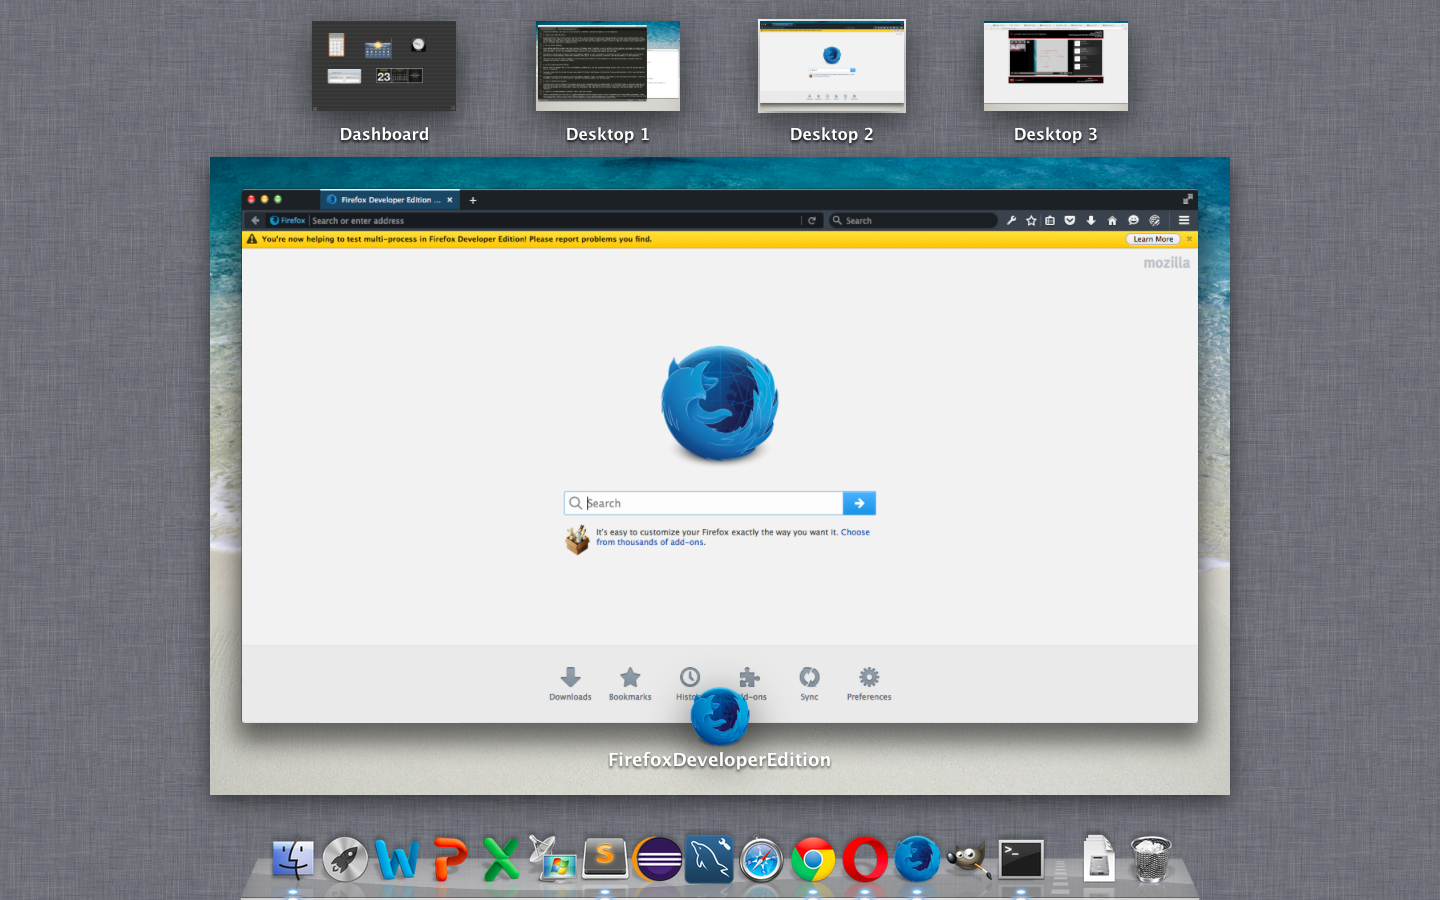 Dashboard
Desktop 1
Desktop 2
Desktop 3
Firefox Developer Edition ...
Firefox
Search or enter address
Search
You're now helping to test multi-process in Firefox Developer Edition! Please report problems you find.
Learn More
mozilla
Search
It's easy to customize your Firefox exactly the way you want it. Choose
from thousands of add-ons.
Downloads
Bookmarks
Histo
d-ons
Sync
Preferences
FirefoxDeveloperEdition
23